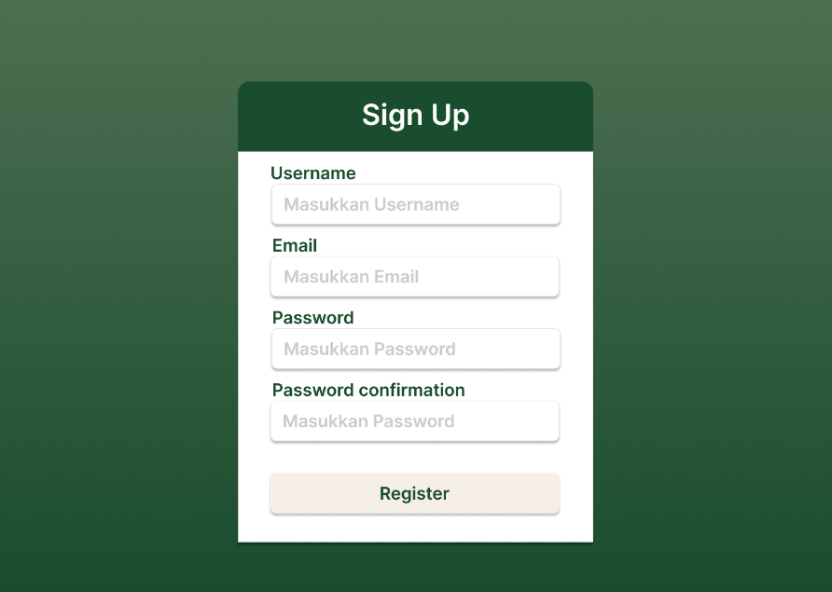 Sign Up
Username
Masukkan Username
Email
Masukkan Email
Password
Masukkan Password
Password confirmation
Masukkan Password
Register